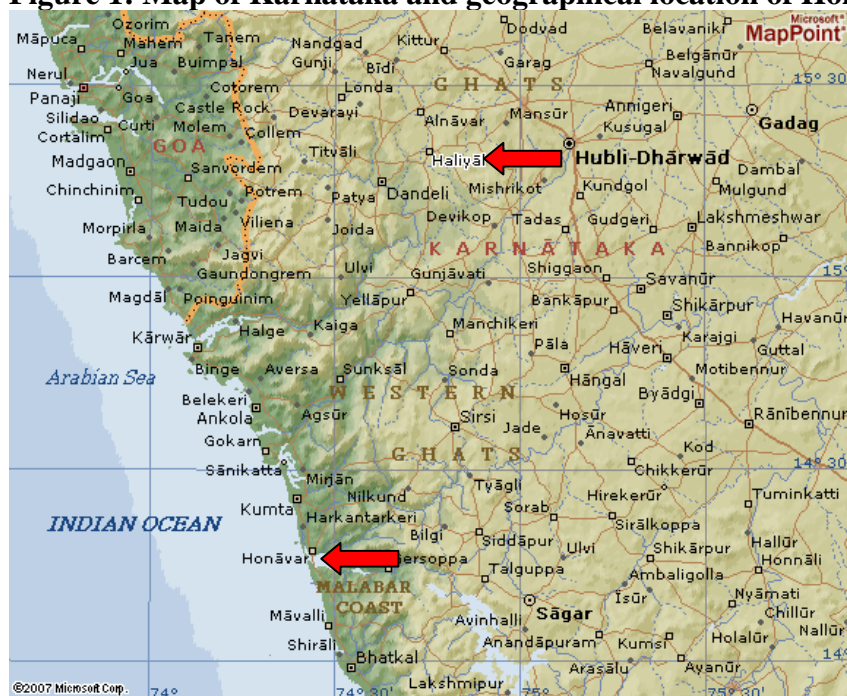 Figure 1: Map of Karnataka and geographical location of Ho
Microsoft®
MapPoint®
Ozorim
Dodvad
Belavaniki
Māpuca
Mahem
Tanem
Nandgad
Kittur
Belgānūr
Jua
Buimpal
Gunji
Bīdi
Garag
Navalgund
Nerul
Cotorem
Londa
G H A T S
15° 30
Panaji
Goa
Castle Rock
Devarayi
Alnāvar
Mansūr
Annigeri
Silidao
Curti
Molem
Collem
Kusugal
Gadag
Cortalim
GOA
Titvāli
Haliyāl
Hubli-Dhārwād
Madgaon
Sanvordem
Dambal
Chinchinim
Potrem
Patya
Dandeli
Mishrikot
Kundgol
Mulgund
Tudou
Devikop
Tadas
Gudgeri
Lakshmeshwar
Morpirla
Maida
Viliena
Joida
Bannikop
Barcem
Jagvi
K A R N Ā T A K A
Gaundongrem
Ulvi
Gunjāvati
Shiggaon
15°
Savanūr
Magdāl
Poinguinim
Yellāpur
Bankāpur
Shikārpur
Havanūr
Kārwār
Halge
Kaiga
Manchikeri
Karajgi
Pāla
Hāveri
Guttal
Binge
Aversa
Sunksāl
Sonda
Motibennur
Arabian Sea
Hāngal
W E S T E R N
Byādgi
Belekeri
Ankola
Agsūr
Sirsi
Jade
Hosūr
Rānībennur
Gokarn
Ānavatti
Kod
G H A T S
Sānikatta
Chikkerūr
14° 30
Mirjān
Tyāgli
Nilkund
Hirekerūr
Tuminkatti
Kumta
Sorab
INDIAN OCEAN
Harkantarkeri
Sirālkoppa
Bilgi
Siddāpur
Ulvi
Hallūr
Honāvar
Gersoppa
Shikārpur
Honnāli
Talguppa
Ambaligolla
MALABAR
COAST
Īsūr
Nyāmati
Māvalli
Sāgar
Chillūr
Avinhalli
Nallūr
Shirāli
Anandāpuram
Kumsi
Holalūr
Bhatkal
14°
Arasālu
Ayanūr
Lakshmipur
©2007 Microsoft Corp.
74°
74° 30'
75°
75° 30'